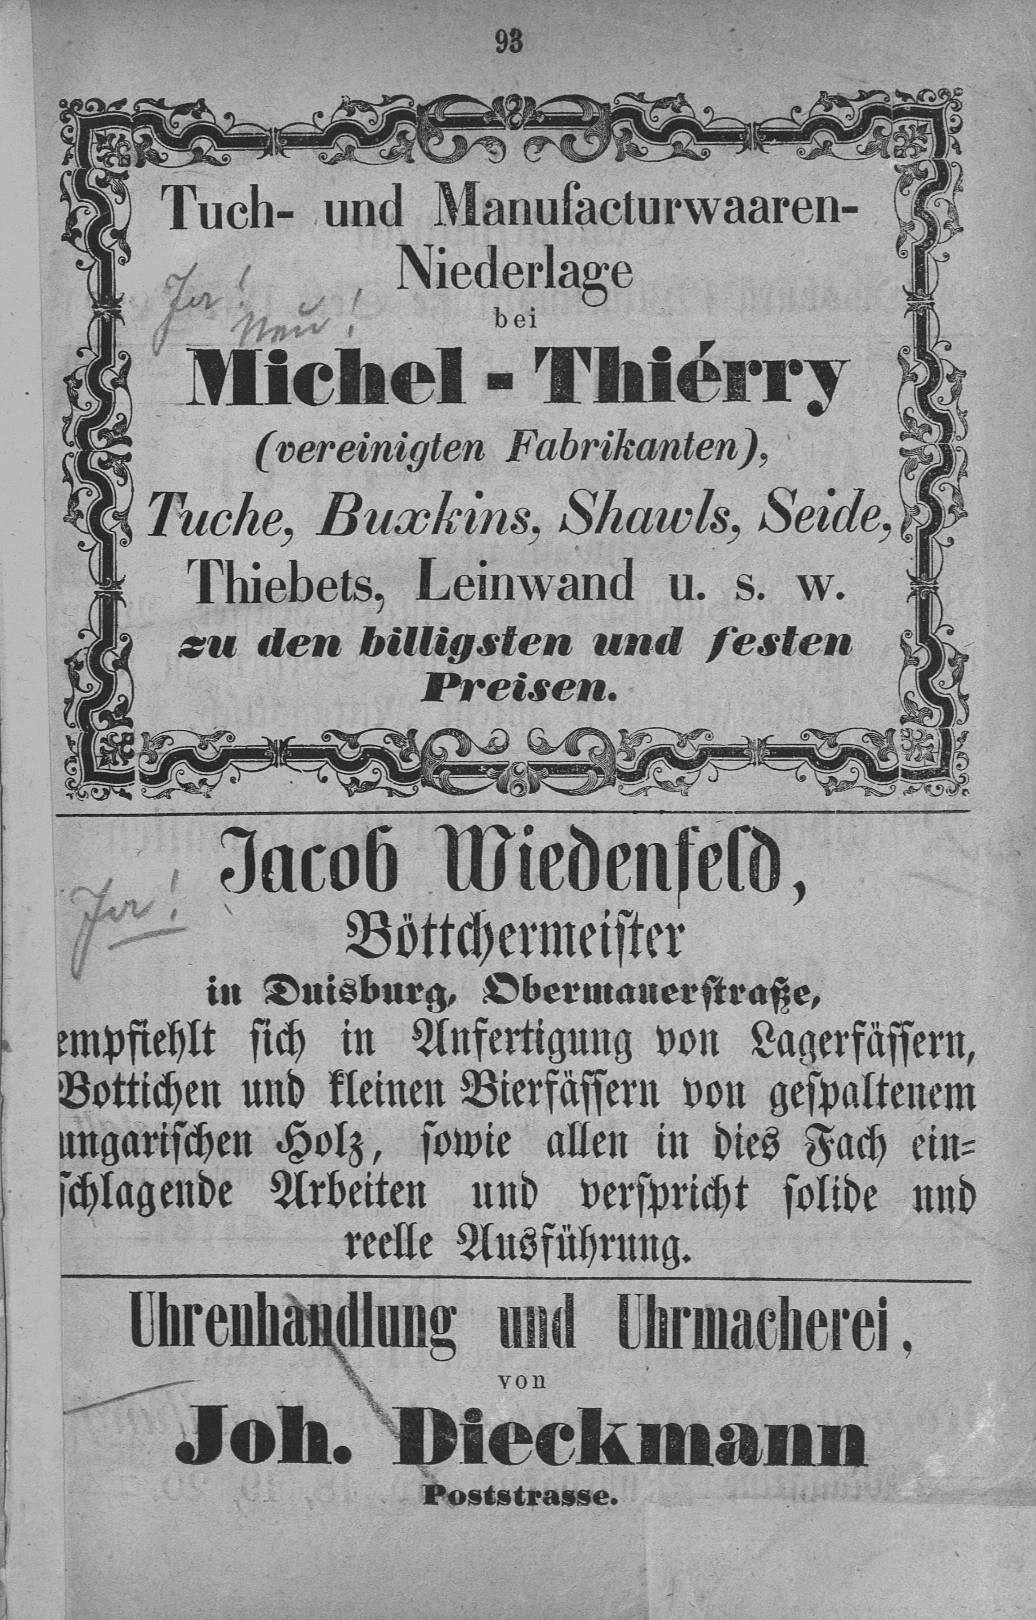 93
Tuch- und Manufacturwaaren-
Niederlage
Neu!
bei
Michel - Thiérry
(vereinigten Fabrikanten),
Tuche, Buxkins, Shawls, Seide,
Thiebets, Leinwand u. s. w.
zu den billigsten und festen
Preisen.
Jacob Wiedenfeld,
Böttchermeister
in Duisburg, Obermauerstraße,
empfiehlt sich in Anfertigung von Lagerfässern,
Bottichen und kleinen Bierfässern von gespaltenem
ungarischen Holz, sowie allen in dies Fach ein-
schlagende Arbeiten und verspricht solide nnd
reelle Ausführung.
Uhrenhandlung und Uhrmacherei,
von
Joh. Dieckmann
Poststrasse.